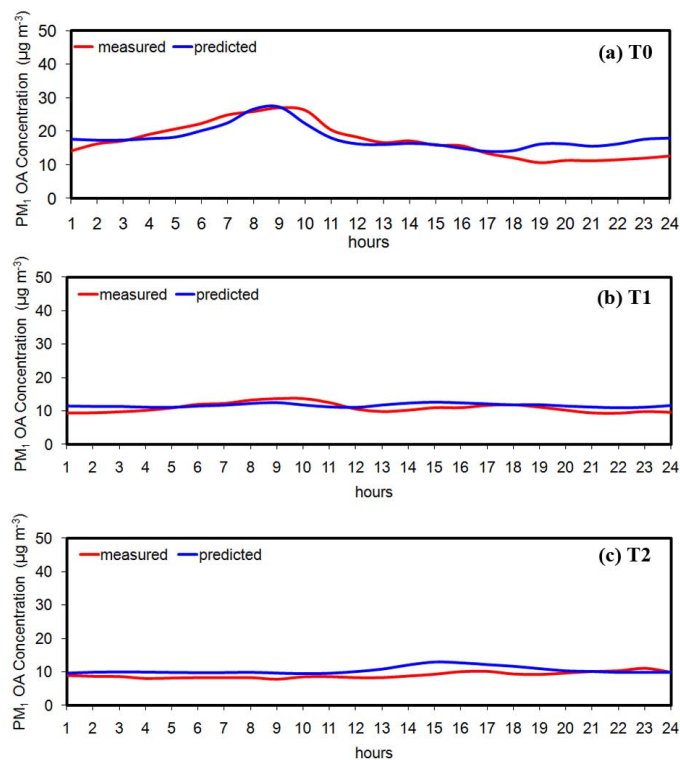 50
40
30
20
10
0
PM₁ OA Concentration (µg m⁻³)
measured predicted
(a) T0
1 2 3 4 5 6 7 8 9 10 11 12 13 14 15 16 17 18 19 20 21 22 23 24
hours
50
40
30
20
10
0
PM₁ OA Concentration (µg m⁻³)
measured predicted
(b) T1
1 2 3 4 5 6 7 8 9 10 11 12 13 14 15 16 17 18 19 20 21 22 23 24
hours
50
40
30
20
10
0
PM₁ OA Concentration (µg m⁻³)
measured predicted
(c) T2
1 2 3 4 5 6 7 8 9 10 11 12 13 14 15 16 17 18 19 20 21 22 23 24
hours